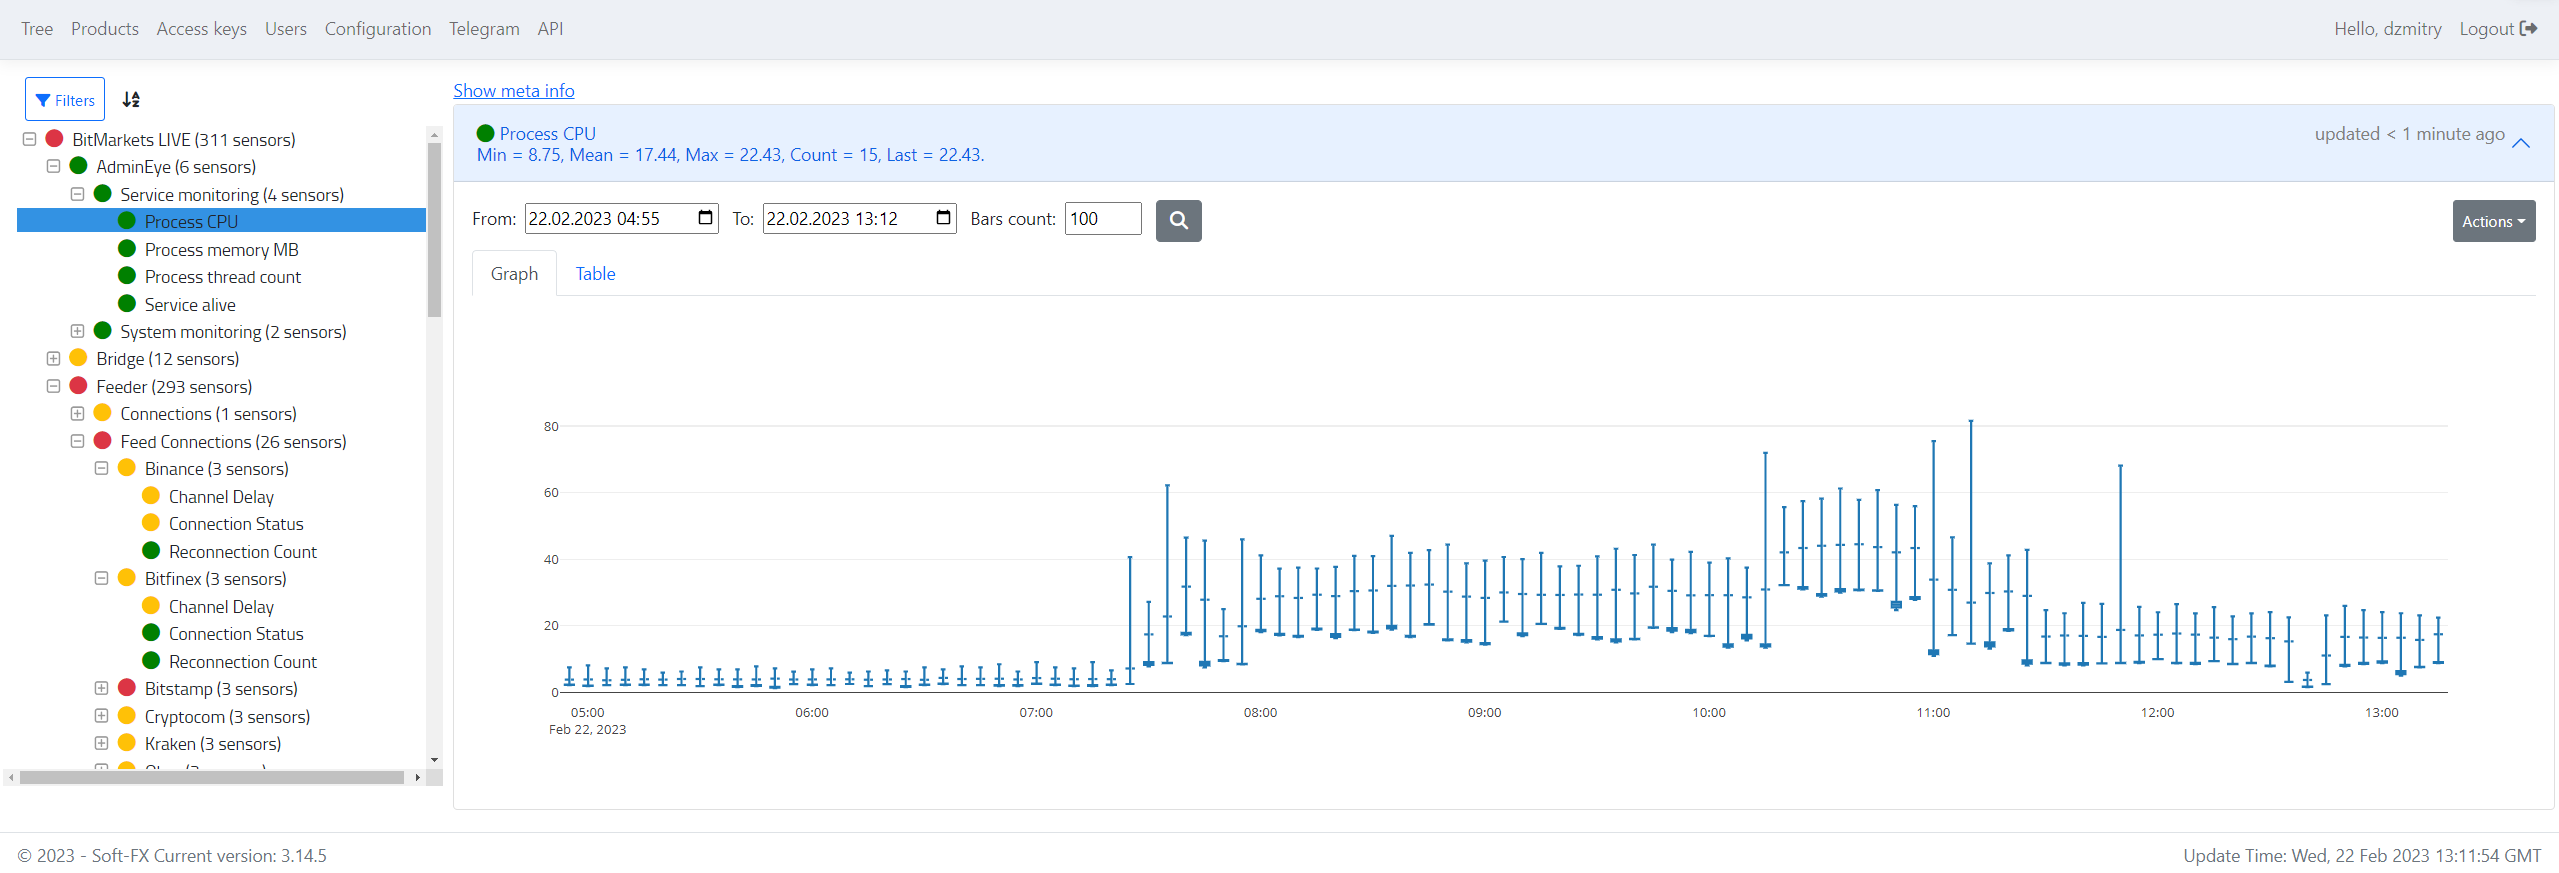 Tree Products Access keys Users Configuration Telegram API Hello, dzmitry Logout
Filters
BitMarkets LIVE (311 sensors)
AdminEye (6 sensors)
Service monitoring (4 sensors)
Process CPU
Process memory MB
Process thread count
Service alive
System monitoring (2 sensors)
Bridge (12 sensors)
Feeder (293 sensors)
Connections (1 sensors)
Feed Connections (26 sensors)
Binance (3 sensors)
Channel Delay
Connection Status
Reconnection Count
Bitfinex (3 sensors)
Channel Delay
Connection Status
Reconnection Count
Bitstamp (3 sensors)
Cryptocom (3 sensors)
Kraken (3 sensors)
Show meta info
Process CPU
updated < 1 minute ago
Min = 8.75, Mean = 17.44, Max = 22.43, Count = 15, Last = 22.43.
From: 22.02.2023 04:55 To: 22.02.2023 13:12 Bars count: 100
Actions
Graph Table
80
60
40
20
0
05:00 06:00 07:00 08:00 09:00 10:00 11:00 12:00 13:00
Feb 22, 2023
© 2023 - Soft-FX Current version: 3.14.5
Update Time: Wed, 22 Feb 2023 13:11:54 GMT